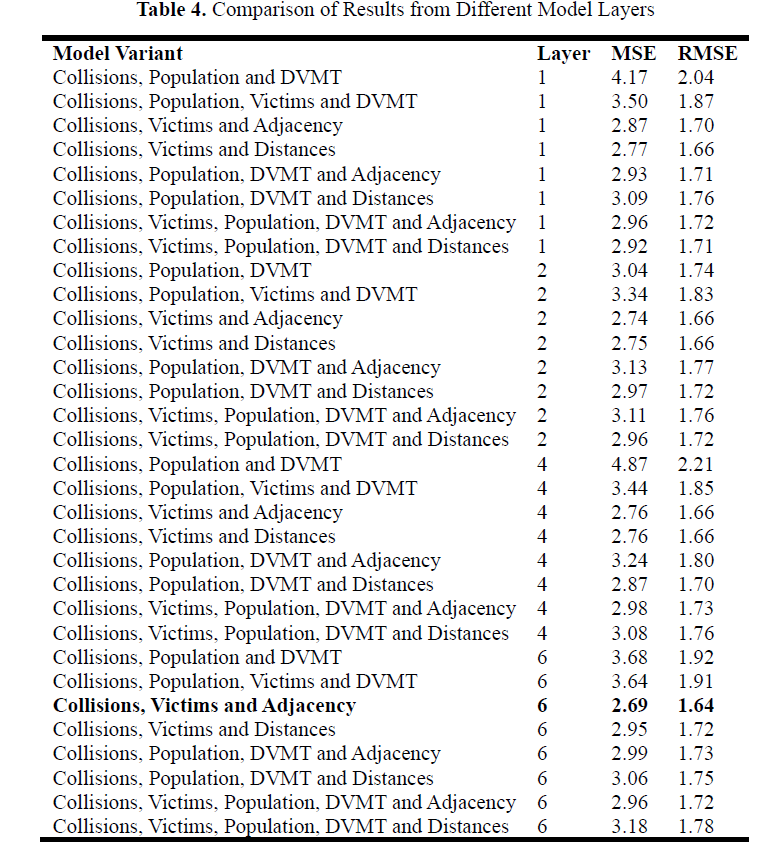 Table 4. Comparison of Results from Different Model Layers
Model Variant Layer MSE RMSE
Collisions, Population and DVMT 1 4.17 2.04
Collisions, Population, Victims and DVMT 1 3.50 1.87
Collisions, Victims and Adjacency 1 2.87 1.70
Collisions, Victims and Distances 1 2.77 1.66
Collisions, Population, DVMT and Adjacency 1 2.93 1.71
Collisions, Population, DVMT and Distances 1 3.09 1.76
Collisions, Victims, Population, DVMT and Adjacency 1 2.96 1.72
Collisions, Victims, Population, DVMT and Distances 1 2.92 1.71
Collisions, Population, DVMT 2 3.04 1.74
Collisions, Population, Victims and DVMT 2 3.34 1.83
Collisions, Victims and Adjacency 2 2.74 1.66
Collisions, Victims and Distances 2 2.75 1.66
Collisions, Population, DVMT and Adjacency 2 3.13 1.77
Collisions, Population, DVMT and Distances 2 2.97 1.72
Collisions, Victims, Population, DVMT and Adjacency 2 3.11 1.76
Collisions, Victims, Population, DVMT and Distances 2 2.96 1.72
Collisions, Population and DVMT 4 4.87 2.21
Collisions, Population, Victims and DVMT 4 3.44 1.85
Collisions, Victims and Adjacency 4 2.76 1.66
Collisions, Victims and Distances 4 2.76 1.66
Collisions, Population, DVMT and Adjacency 4 3.24 1.80
Collisions, Population, DVMT and Distances 4 2.87 1.70
Collisions, Victims, Population, DVMT and Adjacency 4 2.98 1.73
Collisions, Victims, Population, DVMT and Distances 4 3.08 1.76
Collisions, Population and DVMT 6 3.68 1.92
Collisions, Population, Victims and DVMT 6 3.64 1.91
Collisions, Victims and Adjacency 6 2.69 1.64
Collisions, Victims and Distances 6 2.95 1.72
Collisions, Population, DVMT and Adjacency 6 2.99 1.73
Collisions, Population, DVMT and Distances 6 3.06 1.75
Collisions, Victims, Population, DVMT and Adjacency 6 2.96 1.72
Collisions, Victims, Population, DVMT and Distances 6 3.18 1.78